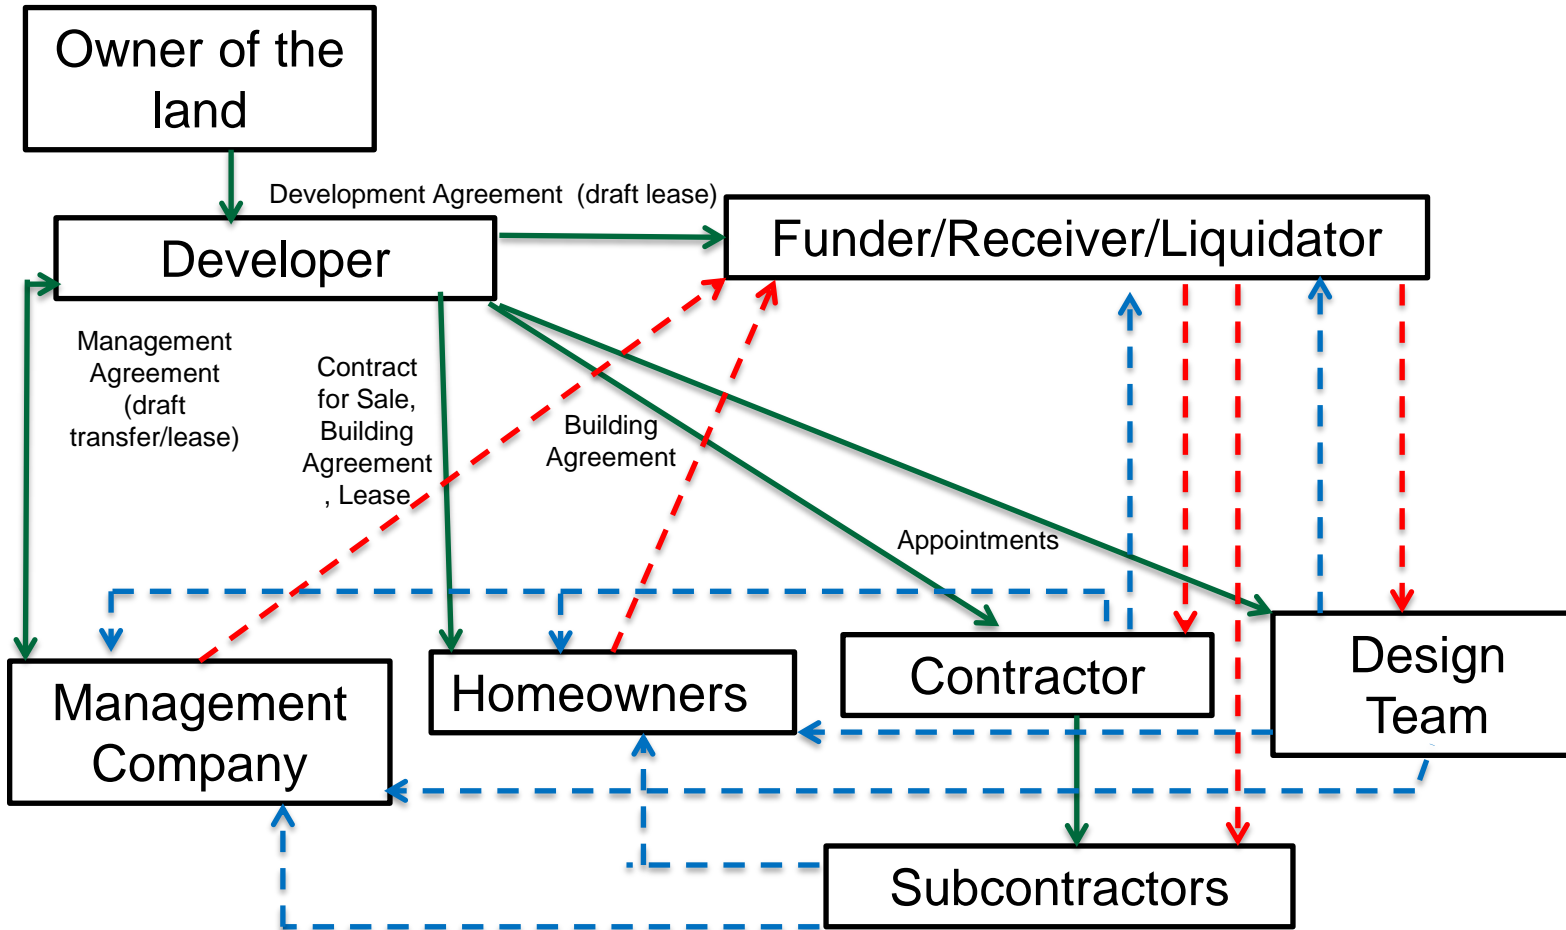 Owner of the
land
Development Agreement  (draft lease)
Developer
Funder/Receiver/Liquidator
Management
Agreement
(draft
transfer/lease)
Contract
for Sale,
Building
Agreement
, Lease
Building
Agreement
Appointments
Management
Company
Homeowners
Contractor
Design
Team
Subcontractors